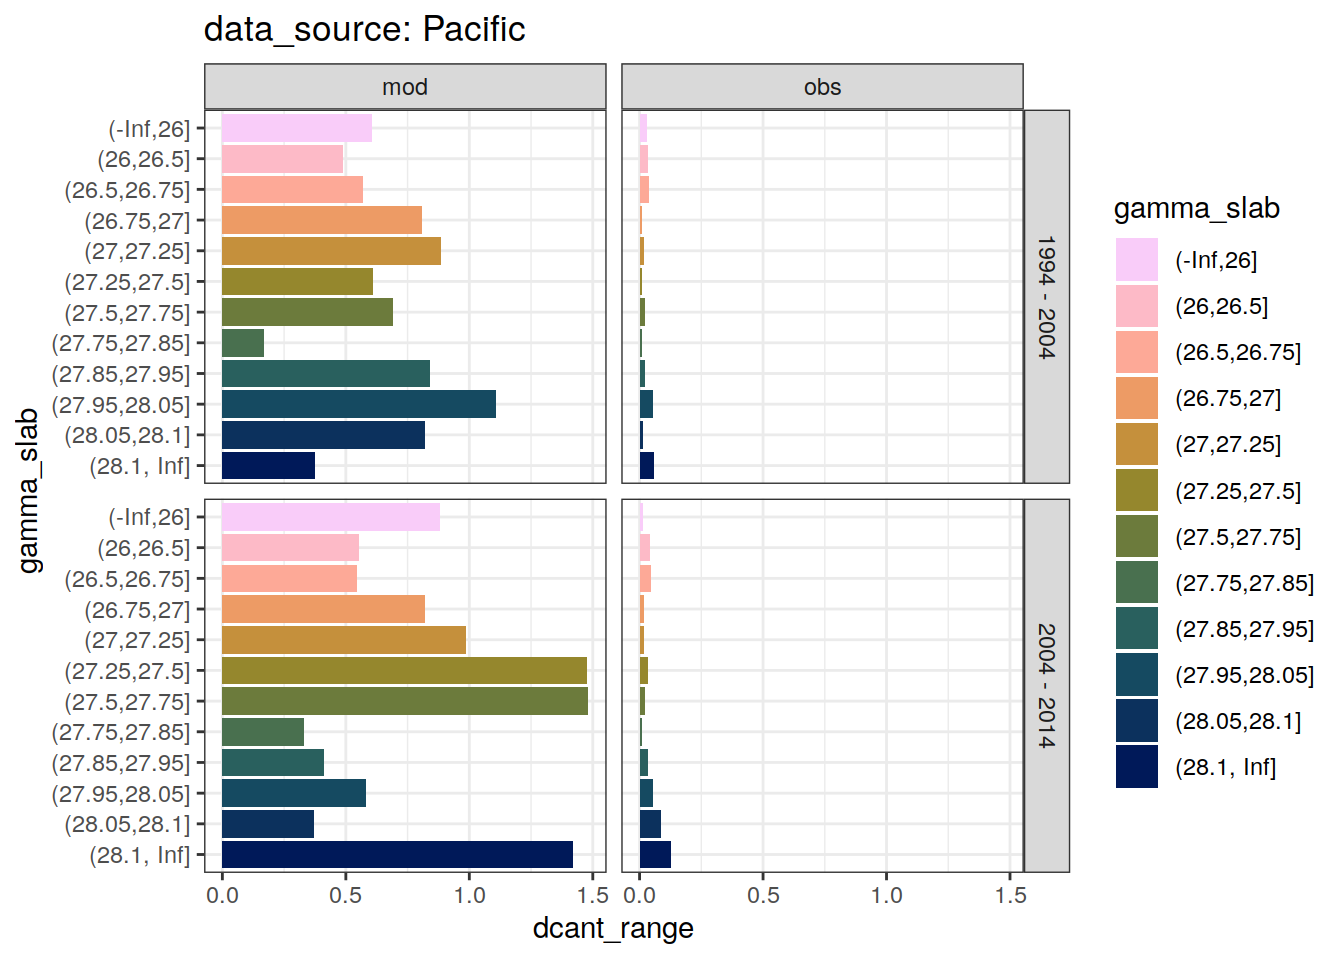 data_source: Pacific
mod
obs
(-Inf,26]
(26,26.5]
(26.5,26.75]
(26.75,27]
(27,27.25]
(27.25,27.5]
(27.5,27.75]
(27.75,27.85]
(27.85,27.95]
(27.95,28.05]
(28.05,28.1]
(28.1, Inf]
1994 - 2004
(-Inf,26]
(26,26.5]
(26.5,26.75]
(26.75,27]
(27,27.25]
(27.25,27.5]
(27.5,27.75]
(27.75,27.85]
(27.85,27.95]
(27.95,28.05]
(28.05,28.1]
(28.1, Inf]
2004 - 2014
gamma_slab
0.0 0.5 1.0 1.5
0.0 0.5 1.0 1.5
dcant_range
gamma_slab
(-Inf,26]
(26,26.5]
(26.5,26.75]
(26.75,27]
(27,27.25]
(27.25,27.5]
(27.5,27.75]
(27.75,27.85]
(27.85,27.95]
(27.95,28.05]
(28.05,28.1]
(28.1, Inf]